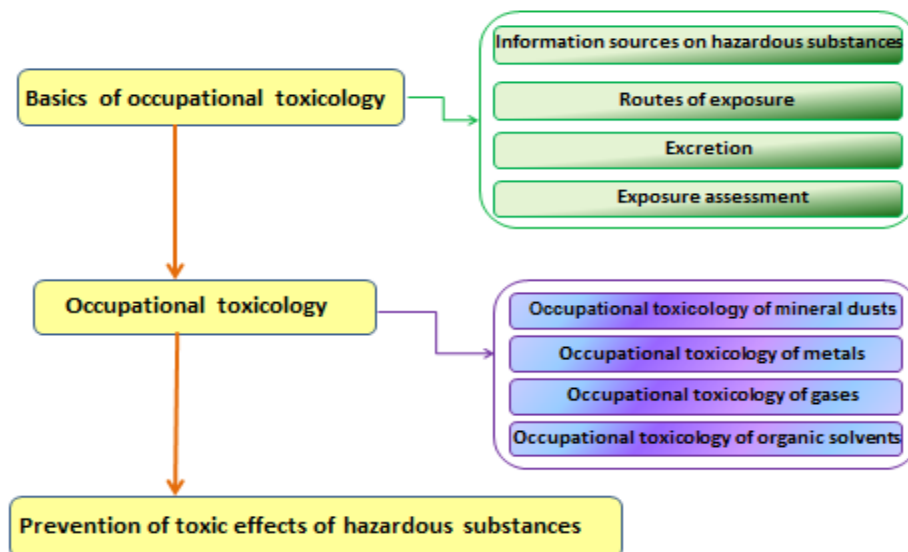 Basics of occupational toxicology
Information sources on hazardous substances
Routes of exposure
Excretion
Exposure assessment
Occupational toxicology
Occupational toxicology of mineral dusts
Occupational toxicology of metals
Occupational toxicology of gases
Occupational toxicology of organic solvents
Prevention of toxic effects of hazardous substances